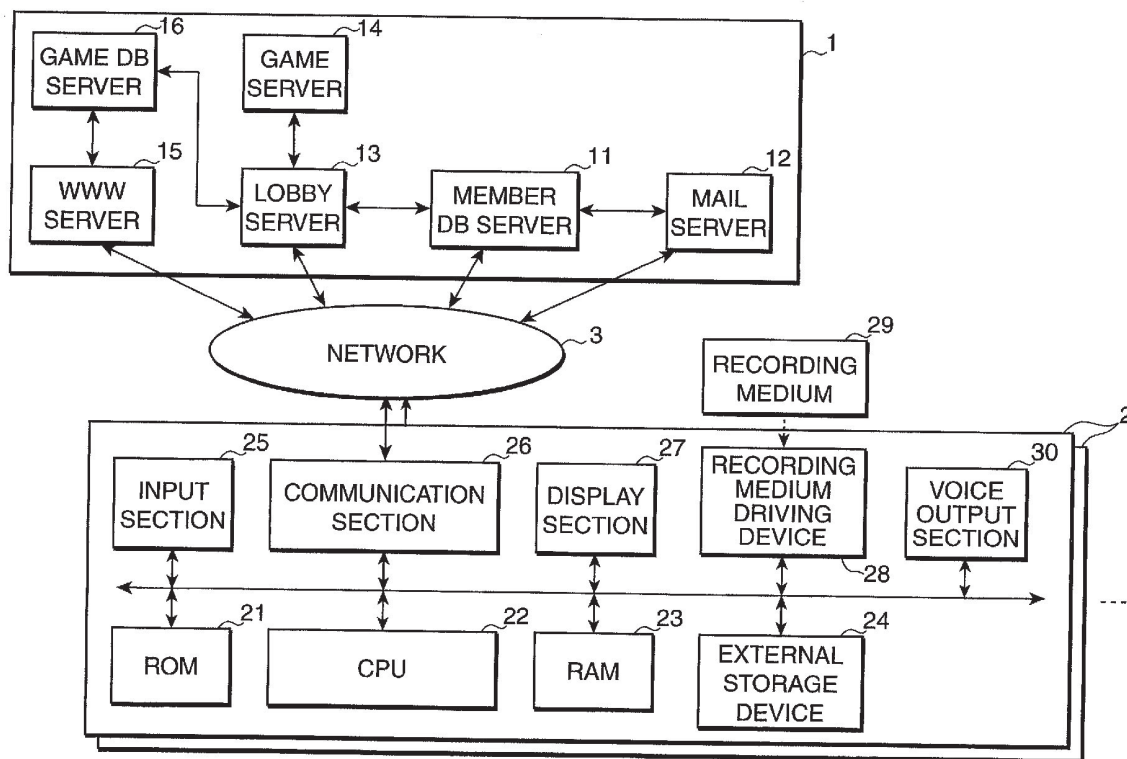 16
GAME DB
SERVER
14
GAME
SERVER
1
15
WWW
SERVER
13
LOBBY
SERVER
11
MEMBER
DB SERVER
12
MAIL
SERVER
NETWORK
3
29
RECORDING
MEDIUM
2
25
INPUT
SECTION
26
COMMUNICATION
SECTION
27
DISPLAY
SECTION
RECORDING
MEDIUM
DRIVING
DEVICE
28
30
VOICE
OUTPUT
SECTION
21
ROM
22
CPU
23
RAM
24
EXTERNAL
STORAGE
DEVICE